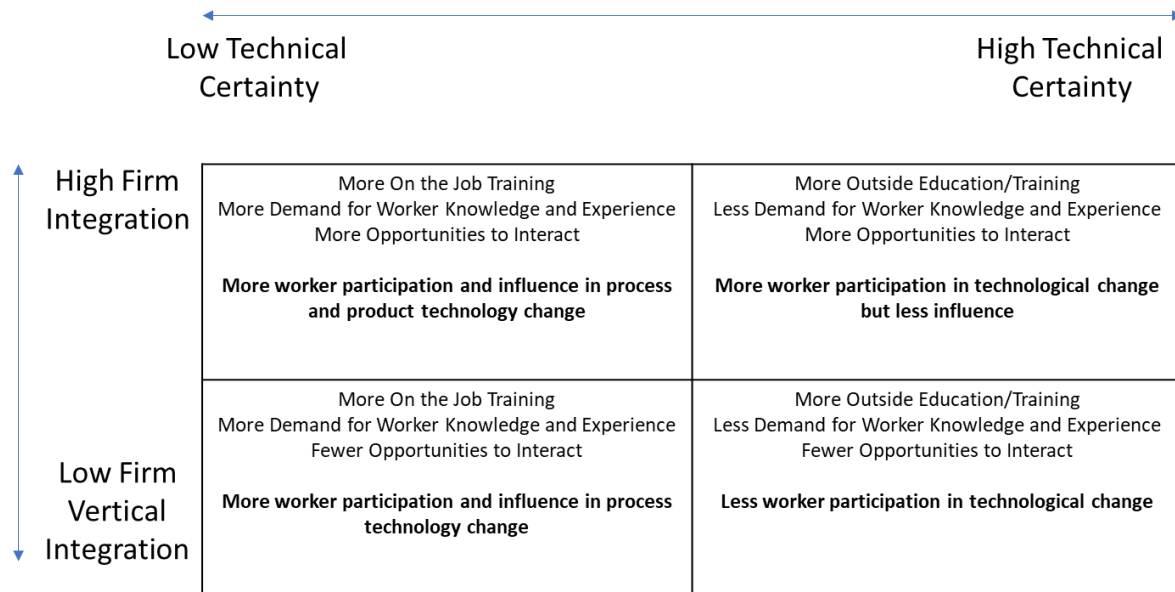 Low Technical
Certainty
High Technical
Certainty
High Firm
Integration
More On the Job Training
More Demand for Worker Knowledge and Experience
More Opportunities to Interact
More worker participation and influence in process
and product technology change
More Outside Education/Training
Less Demand for Worker Knowledge and Experience
More Opportunities to Interact
More worker participation in technological change
but less influence
Low Firm
Vertical
Integration
More On the Job Training
More Demand for Worker Knowledge and Experience
Fewer Opportunities to Interact
More worker participation and influence in process
technology change
More Outside Education/Training
Less Demand for Worker Knowledge and Experience
Fewer Opportunities to Interact
Less worker participation in technological change